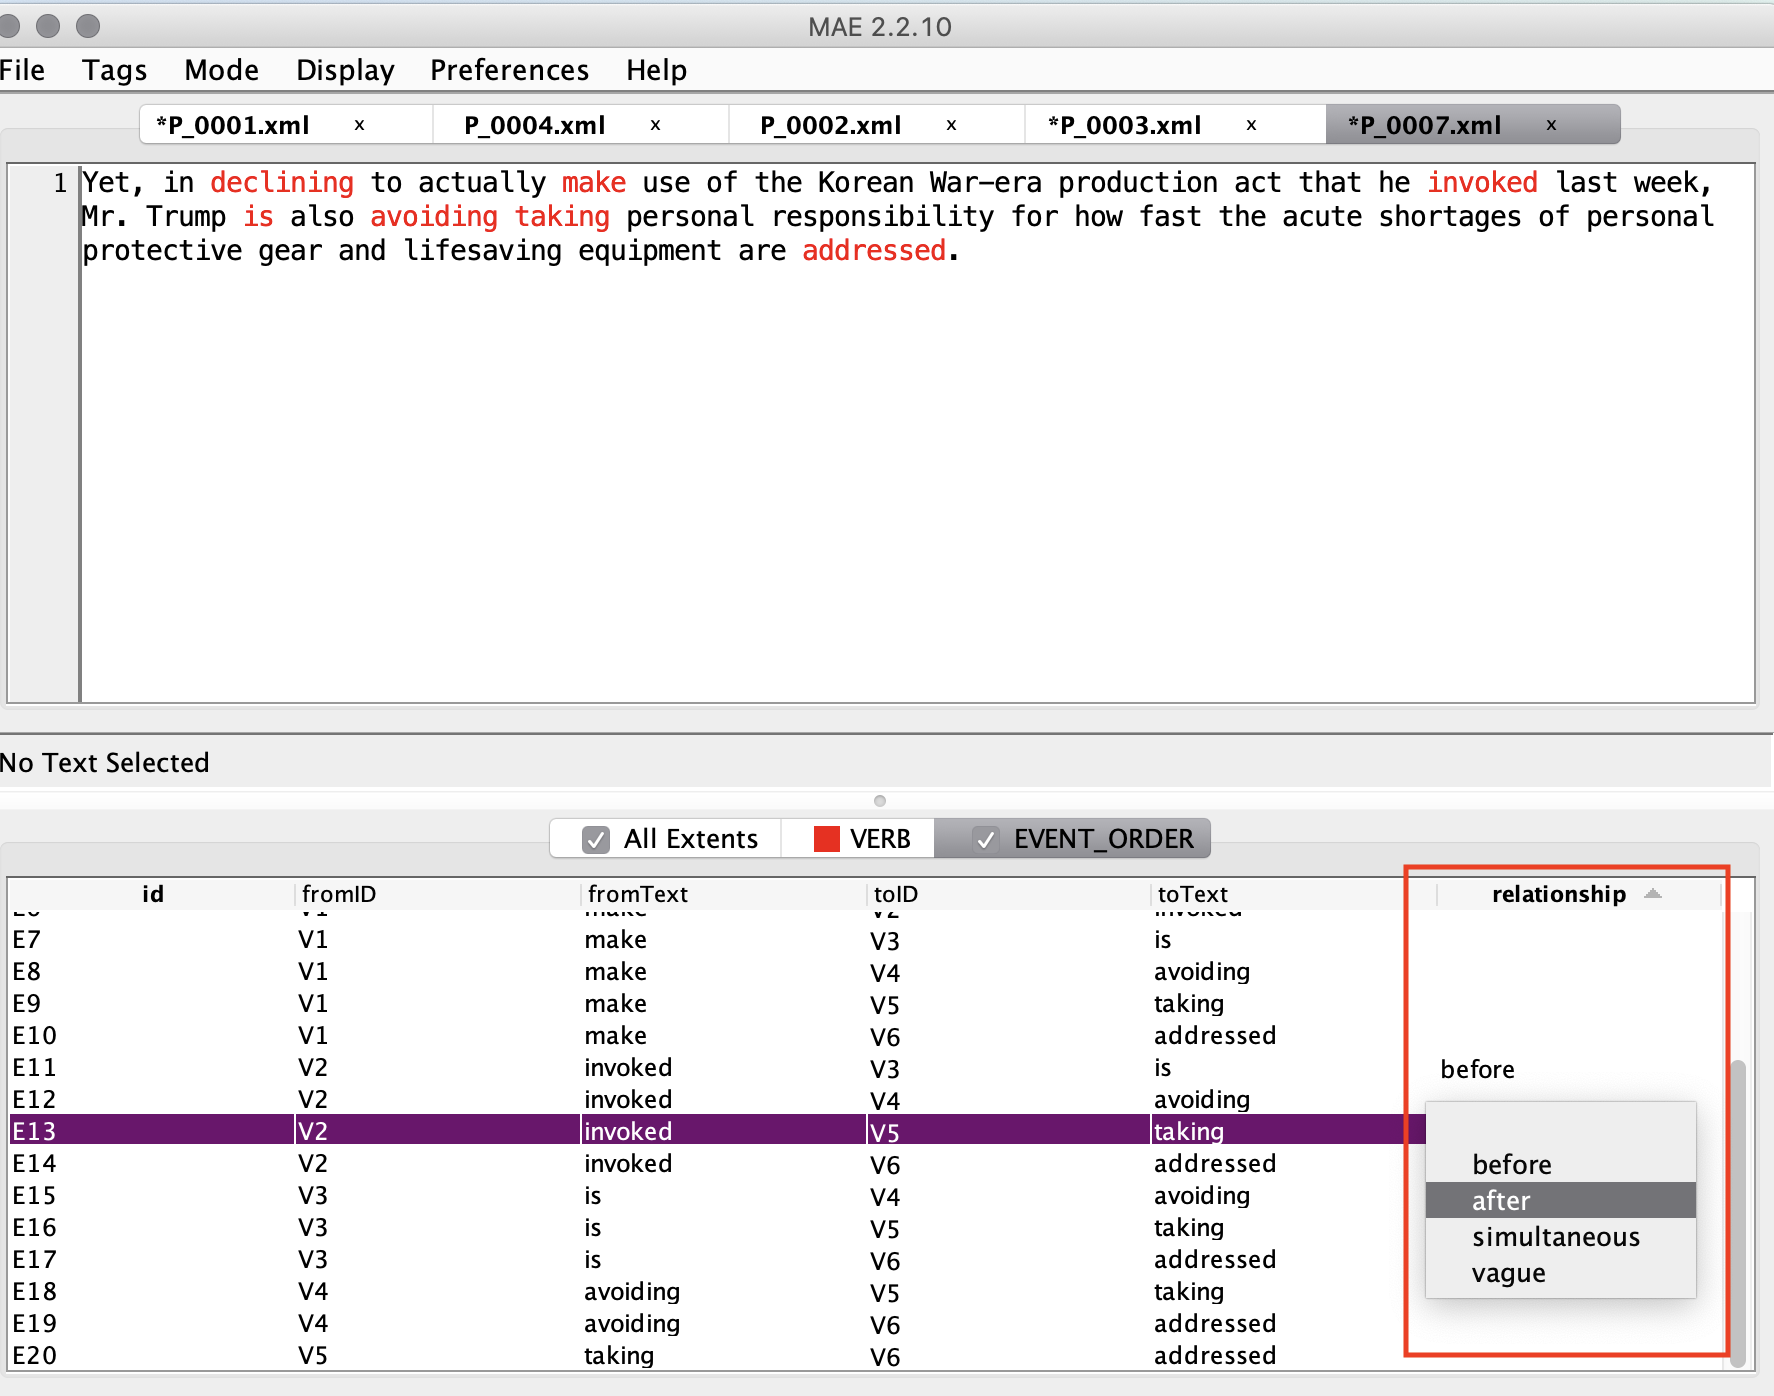 MAE 2.2.10
File Tags Mode Display Preferences Help
*P_0001.xml x P_0004.xml x P_0002.xml x *P_0003.xml x *P_0007.xml x
1 Yet, in declining to actually make use of the Korean War-era production act that he invoked last week,
Mr. Trump is also avoiding taking personal responsibility for how fast the acute shortages of personal
protective gear and lifesaving equipment are addressed.
No Text Selected
All Extents VERB EVENT_ORDER
id fromID fromText toID toText relationship
E7 V1 make V3 is
E8 V1 make V4 avoiding
E9 V1 make V5 taking
E10 V1 make V6 addressed
E11 V2 invoked V3 is before
E12 V2 invoked V4 avoiding
E13 V2 invoked V5 taking
E14 V2 invoked V6 addressed before
E15 V3 is V4 avoiding after
E16 V3 is V5 taking simultaneous
E17 V3 is V6 addressed vague
E18 V4 avoiding V5 taking
E19 V4 avoiding V6 addressed
E20 V5 taking V6 addressed